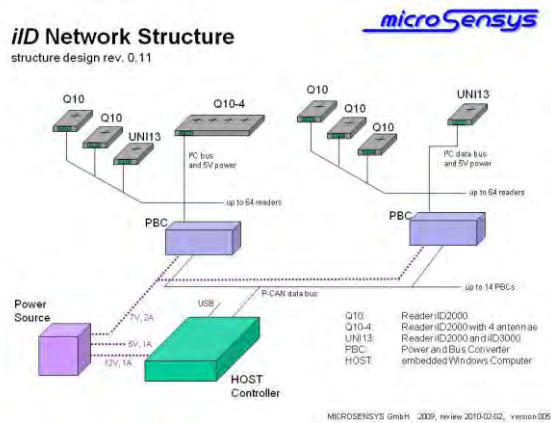 iID Network Structure
structure design rev. 0.11
microSensys
Q10
Q10
UNI13
Q10-4
Q10
Q10
Q10
UNI13
I²C bus
and 5V power
I²C data bus
and 5V power
up to 64 readers
up to 64 readers
PBC
PBC
up to 14 PBCs
P-CAN data bus
USB
Power
Source
7V, 2A
5V, 1A
12V, 1A
HOST
Controller
Q10: Reader iID2000
Q10-4: Reader iID2000 with 4 antennae
UNI13: Reader iID2000 and iID3000
PBC: Power and Bus Converter
HOST: embedded Windows Computer
MICROSENSYS GmbH 2009, review 2010-02-02, version 005